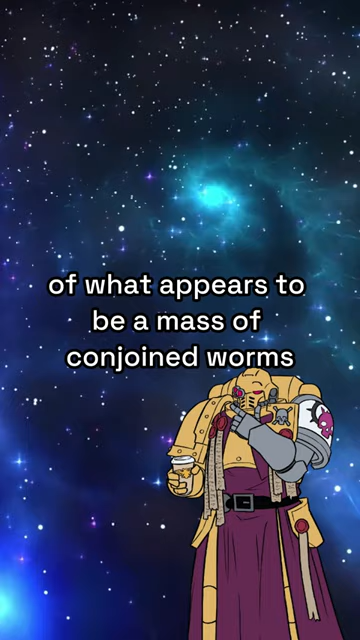 of what appears to
be a mass of
conjoined worms